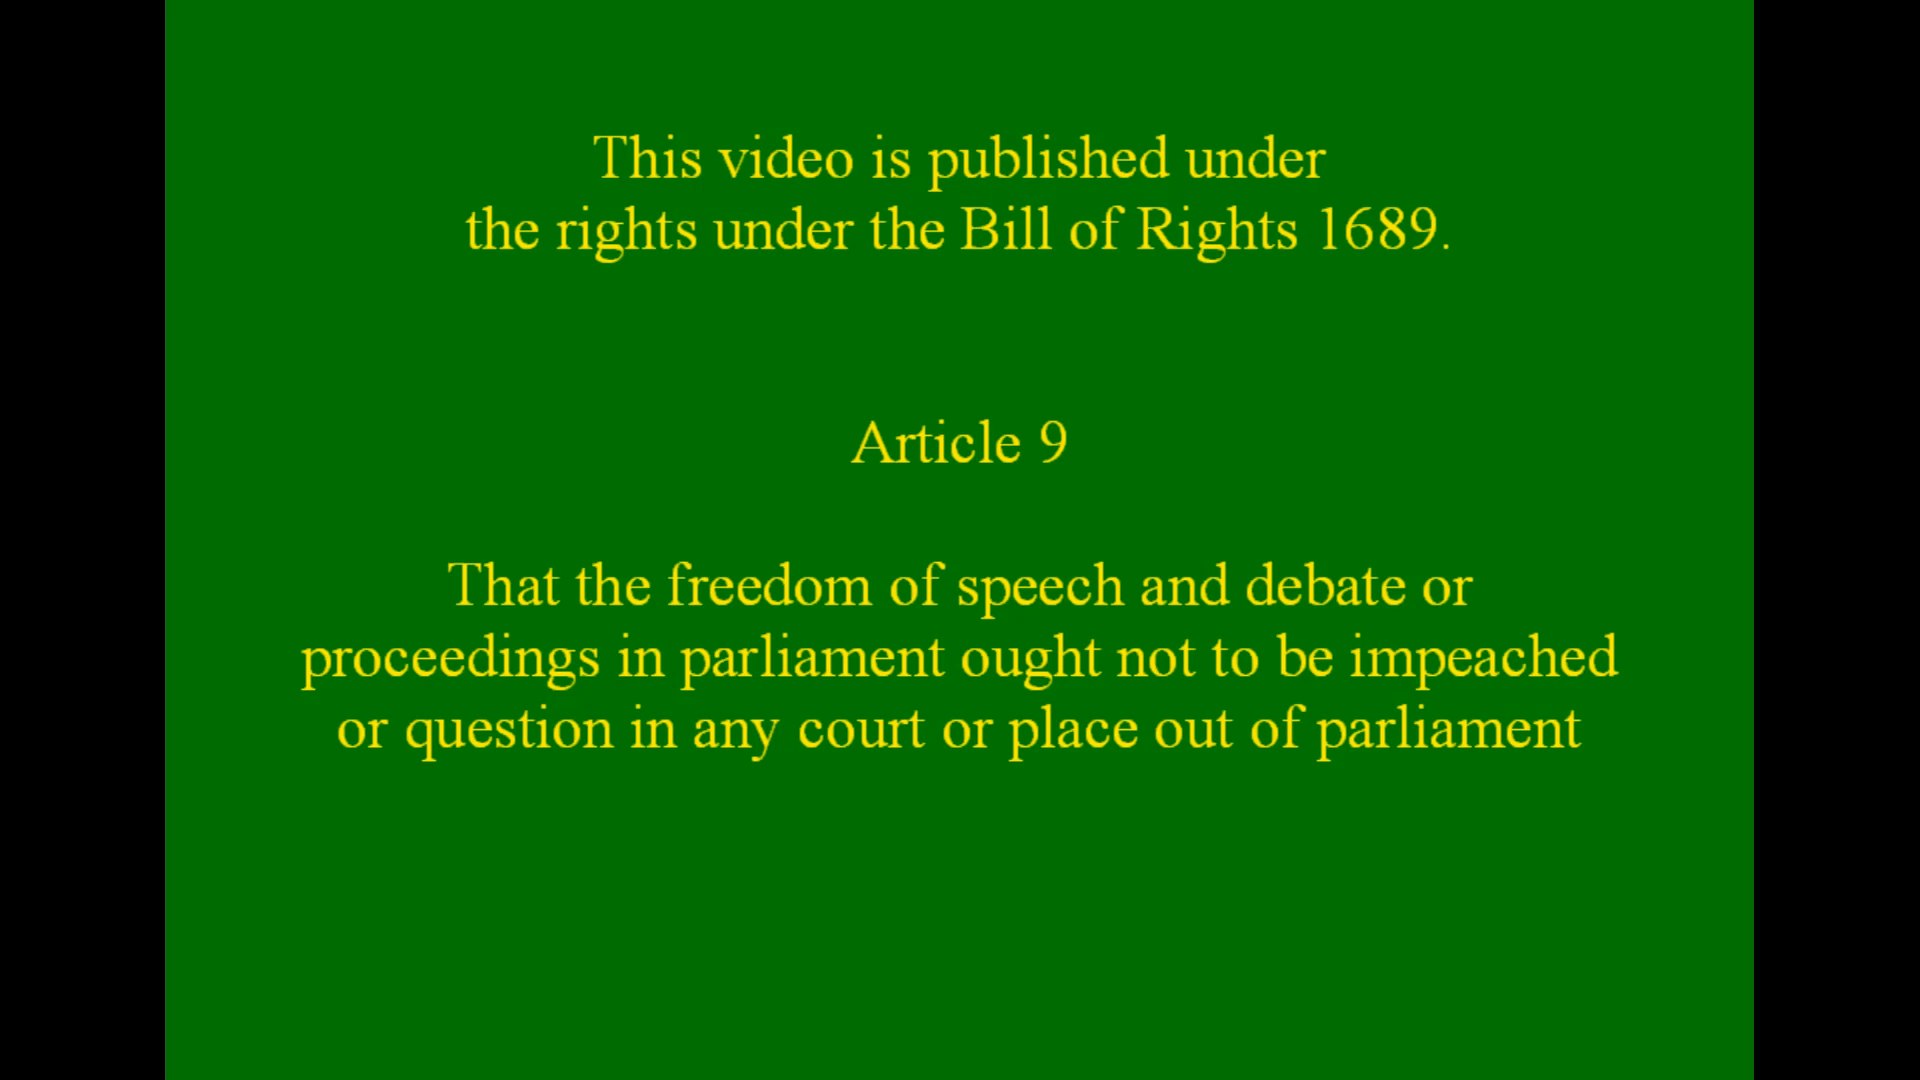 This video is published under
the rights under the Bill of Rights 1689.
Article 9
That the freedom of speech and debate or
proceedings in parliament ought not to be impeached
or question in any court or place out of parliament